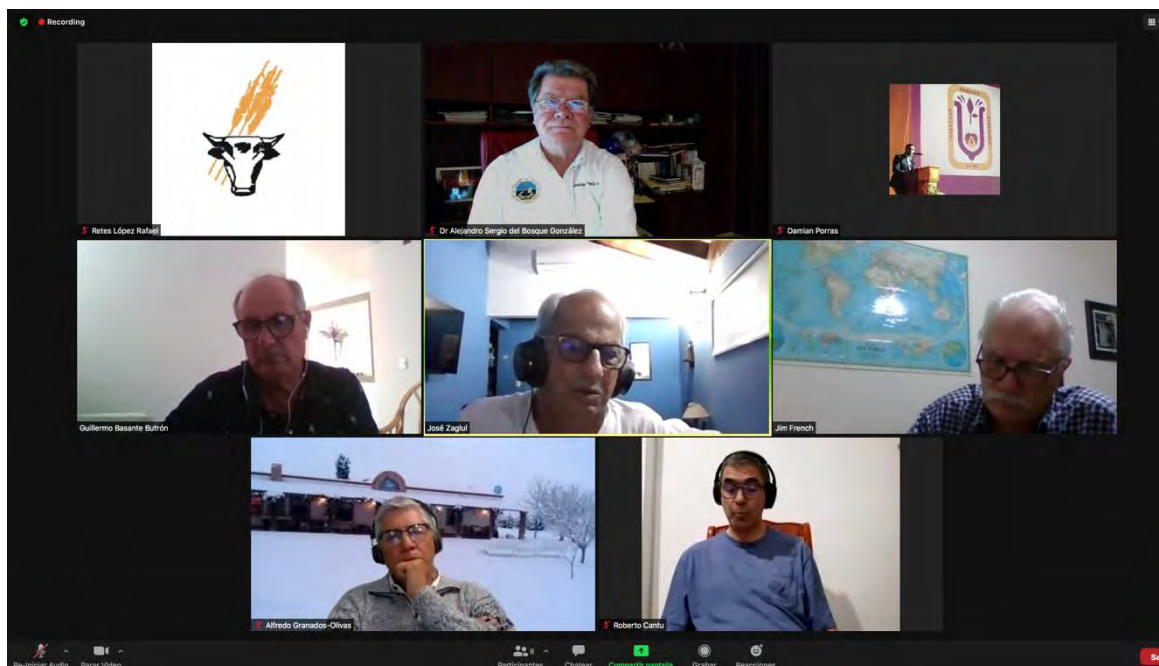 Recording
Retes López Rafael
Dr Alejandro Sergio del Bosque González
Damian Porras
Guillermo Basante Butrón
José Zaglul
Jim French
Alfredo Granados-Olivas
Roberto Cantu
8
Re-Iniciar Audio
Parar Video
Participantes
Chatear
Compartir pantalla
Grabar
Reacciones